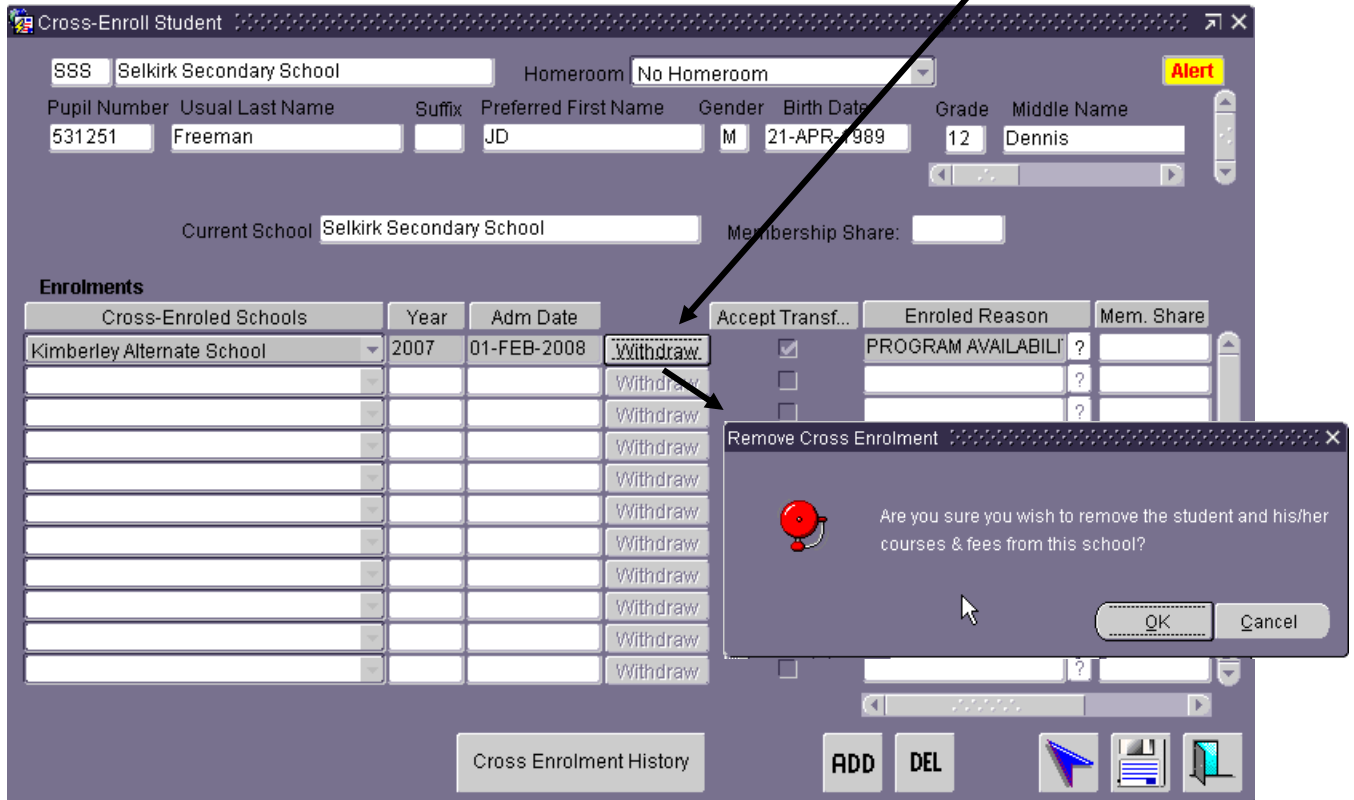 Cross-Enroll Student
SSS Selkirk Secondary School Homeroom No Homeroom Alert
Pupil Number Usual Last Name Suffix Preferred First Name Gender Birth Date Grade Middle Name
531251 Freeman JD M 21-APR-1989 12 Dennis
Current School Selkirk Secondary School Membership Share:
Enrolments
Cross-Enroled Schools Year Adm Date Accept Transf... Enroled Reason Mem. Share
Kimberley Alternate School 2007 01-FEB-2008 Withdraw PROGRAM AVAILABILI ?
Withdraw ?
Withdraw ?
Withdraw
Withdraw
Withdraw
Withdraw
Withdraw
Withdraw
Withdraw
Withdraw ?
Remove Cross Enrolment
Are you sure you wish to remove the student and his/her
courses & fees from this school?
OK Cancel
Cross Enrolment History ADD DEL